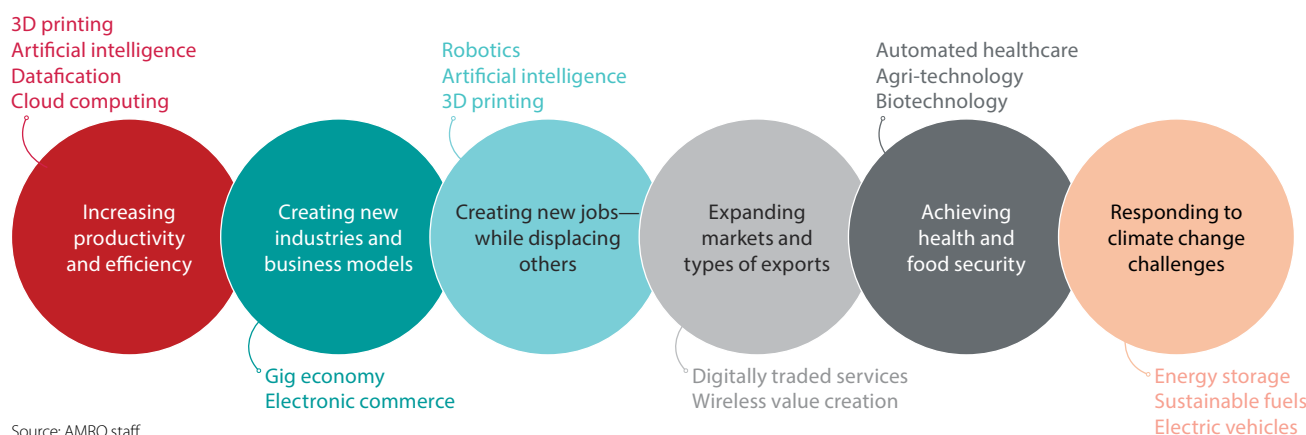 3D printing
Artificial intelligence
Datafication
Cloud computing
Robotics
Artificial intelligence
3D printing
Automated healthcare
Agri-technology
Biotechnology
Increasing
productivity
and efficiency
Creating new
industries and
business models
Creating new jobs—
while displacing
others
Expanding
markets and
types of exports
Achieving
health and
food security
Responding to
climate change
challenges
Gig economy
Electronic commerce
Digitally traded services
Wireless value creation
Energy storage
Sustainable fuels
Electric vehicles
Source: AMRO staff